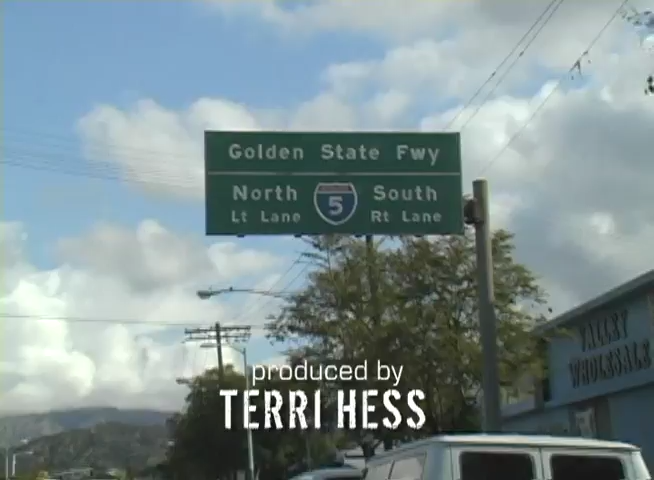 Golden State Fwy
North 5 South
Lt Lane Rt Lane
VALLEY
WHOLESALE
produced by
TERRI HESS